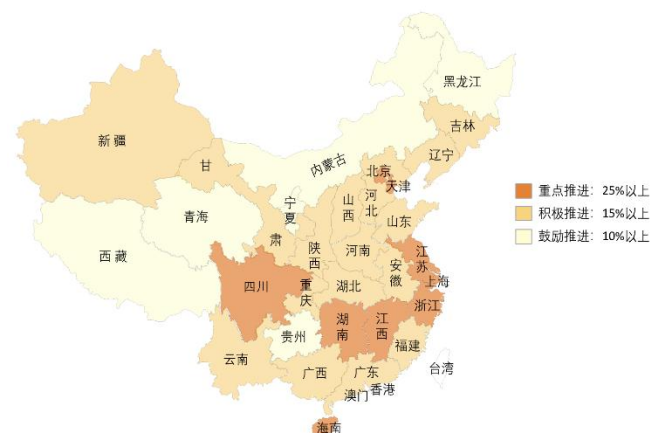 黑龙江
吉林
新疆
辽宁
甘
内蒙古
北京
天津
宁夏
山西
河北
青海
山东
肃
陕西
河南
江苏
西藏
安徽
四川
重庆
湖北
上海
浙江
湖南
江西
贵州
福建
云南
广西
广东
台湾
香港
澳门
海南
重点推进：25%以上
积极推进：15%以上
鼓励推进：10%以上